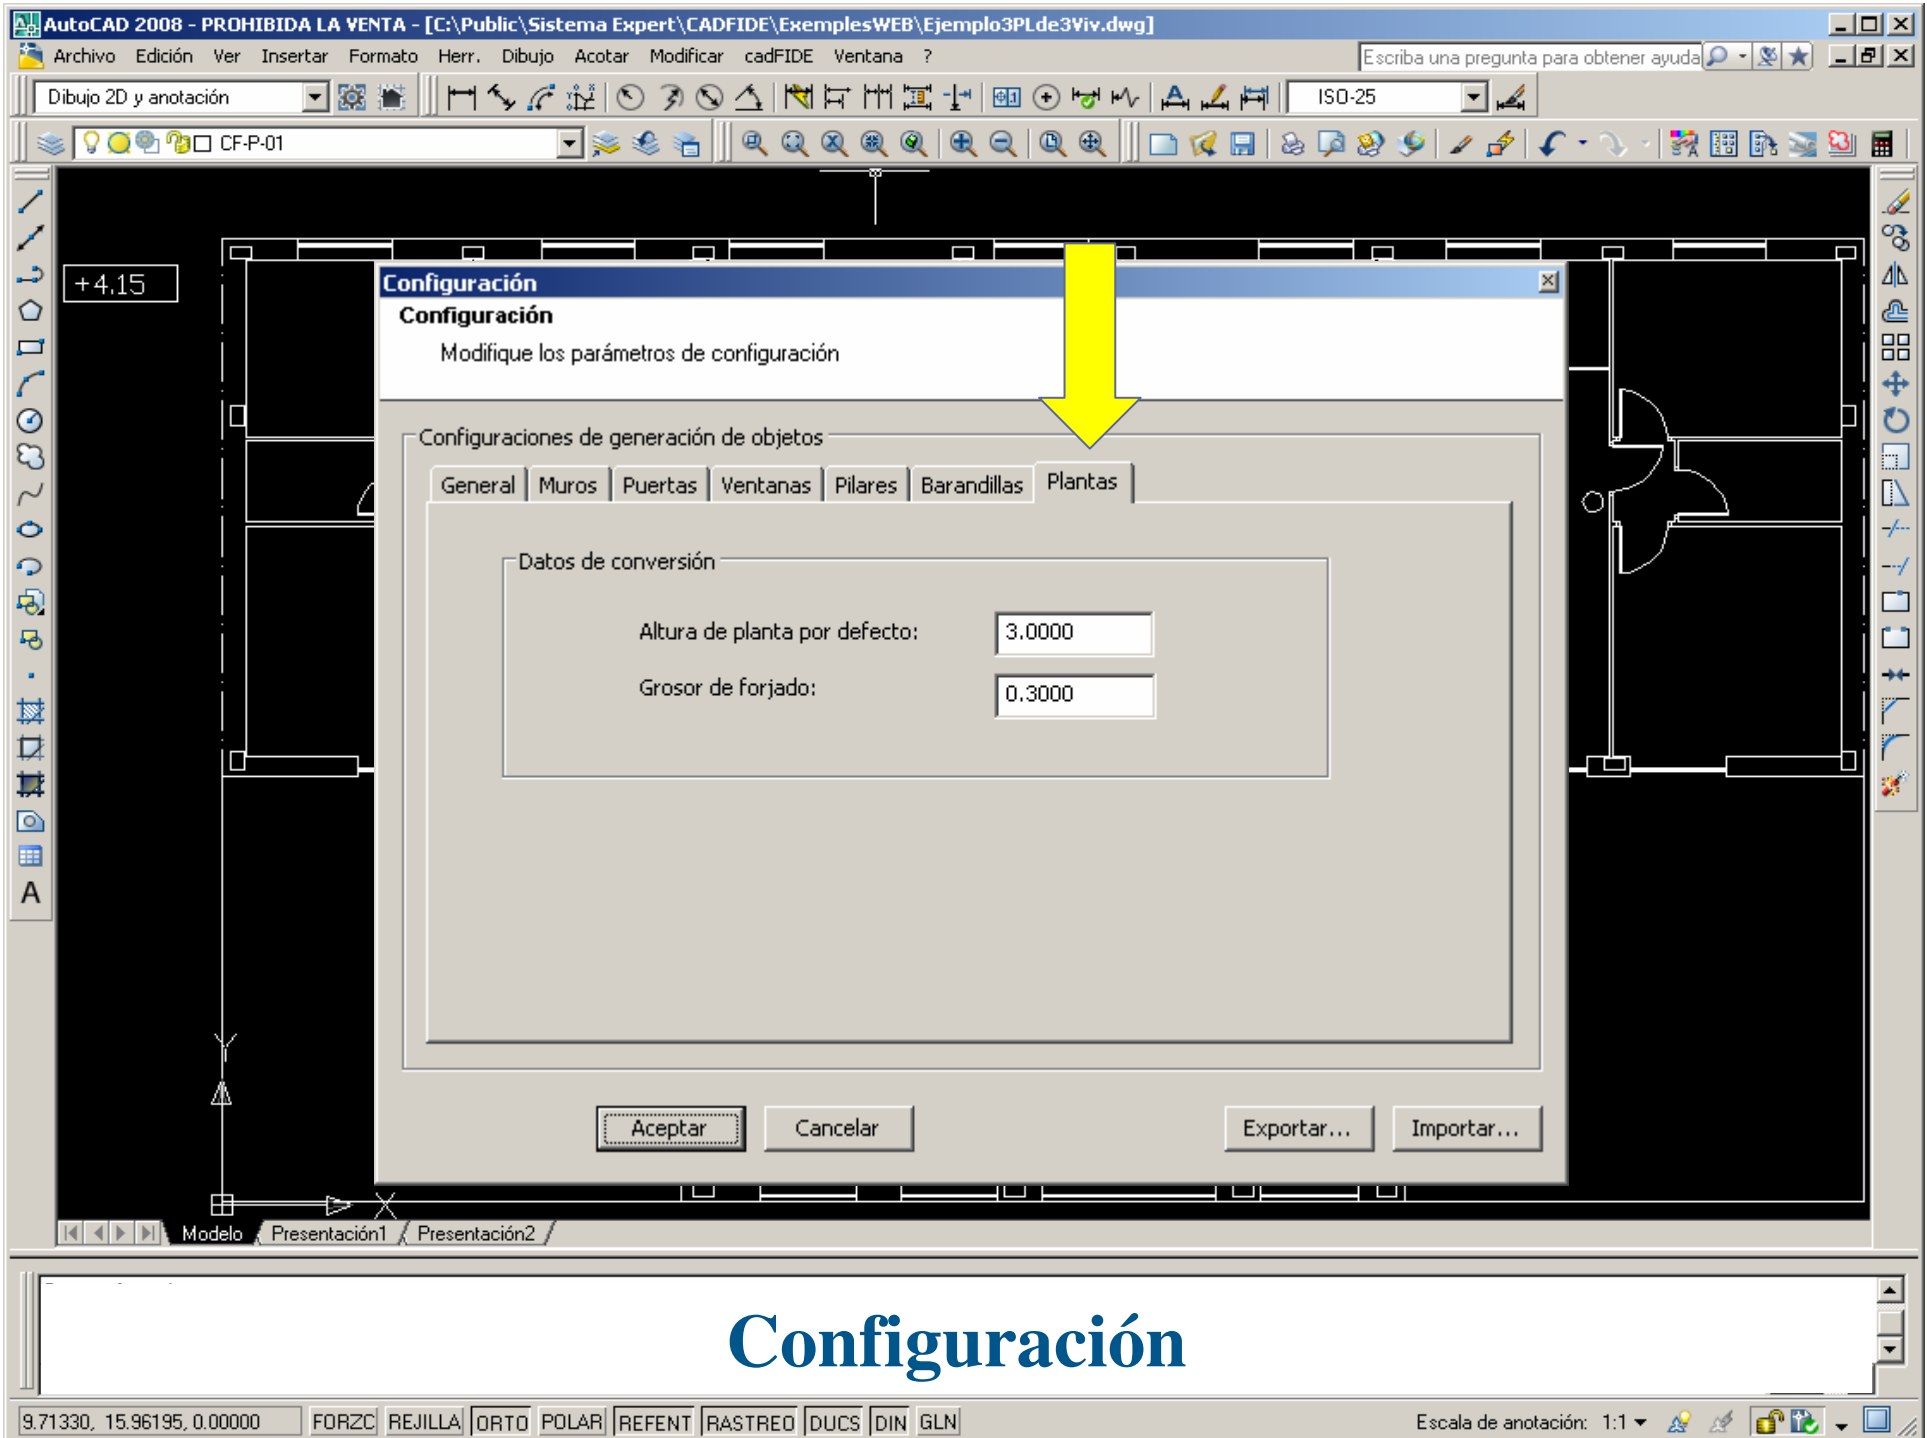 AutoCAD 2008 - PROHIBIDA LA VENTA - [C:\Public\Sistema Expert\CADFIDE\ExemplesWEB\Ejemplo3PLde3Viv.dwg]
Archivo Edición Ver Insertar Formato Herr. Dibujo Acotar Modificar cadFIDE Ventana ?
Escriba una pregunta para obtener ayuda
Dibujo 2D y anotación
ISO-25
CF-P-01
+4.15
Configuración
Configuración
Modifique los parámetros de configuración
Configuraciones de generación de objetos
General Muros Puertas Ventanas Pilares Barandillas Plantas
Datos de conversión
Altura de planta por defecto: 3.0000
Grosor de forjado: 0.3000
Aceptar Cancelar Exportar... Importar...
Y
X
Modelo Presentación1 Presentación2
Configuración
9.71330, 15.96195, 0.00000 FORZC REJILLA ORTO POLAR REFENT RASTREO DUCS DIN GLN Escala de anotación: 1:1